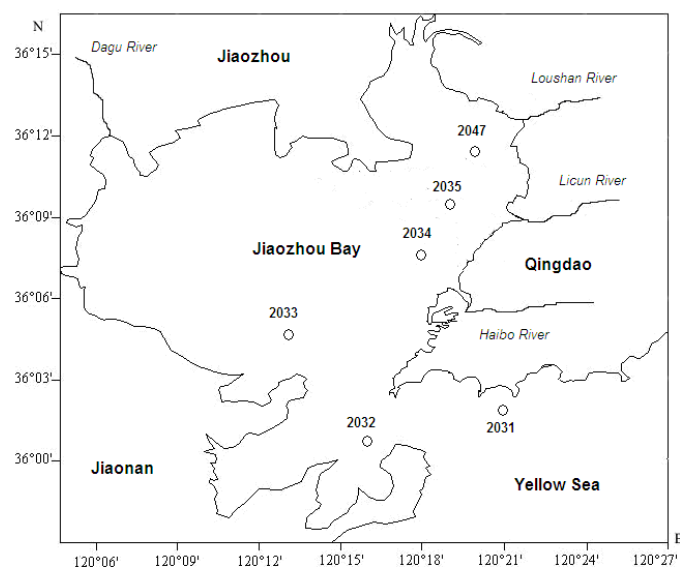 N
36°15'
Dagu River
Jiaozhou
Loushan River
36°12'
2047
2035
Licun River
36°09'
2034
Jiaozhou Bay
Qingdao
36°06'
2033
Haibo River
36°03'
2032
2031
36°00'
Jiaonan
Yellow Sea
E
120°06'
120°09'
120°12'
120°15'
120°18'
120°21'
120°24'
120°27'